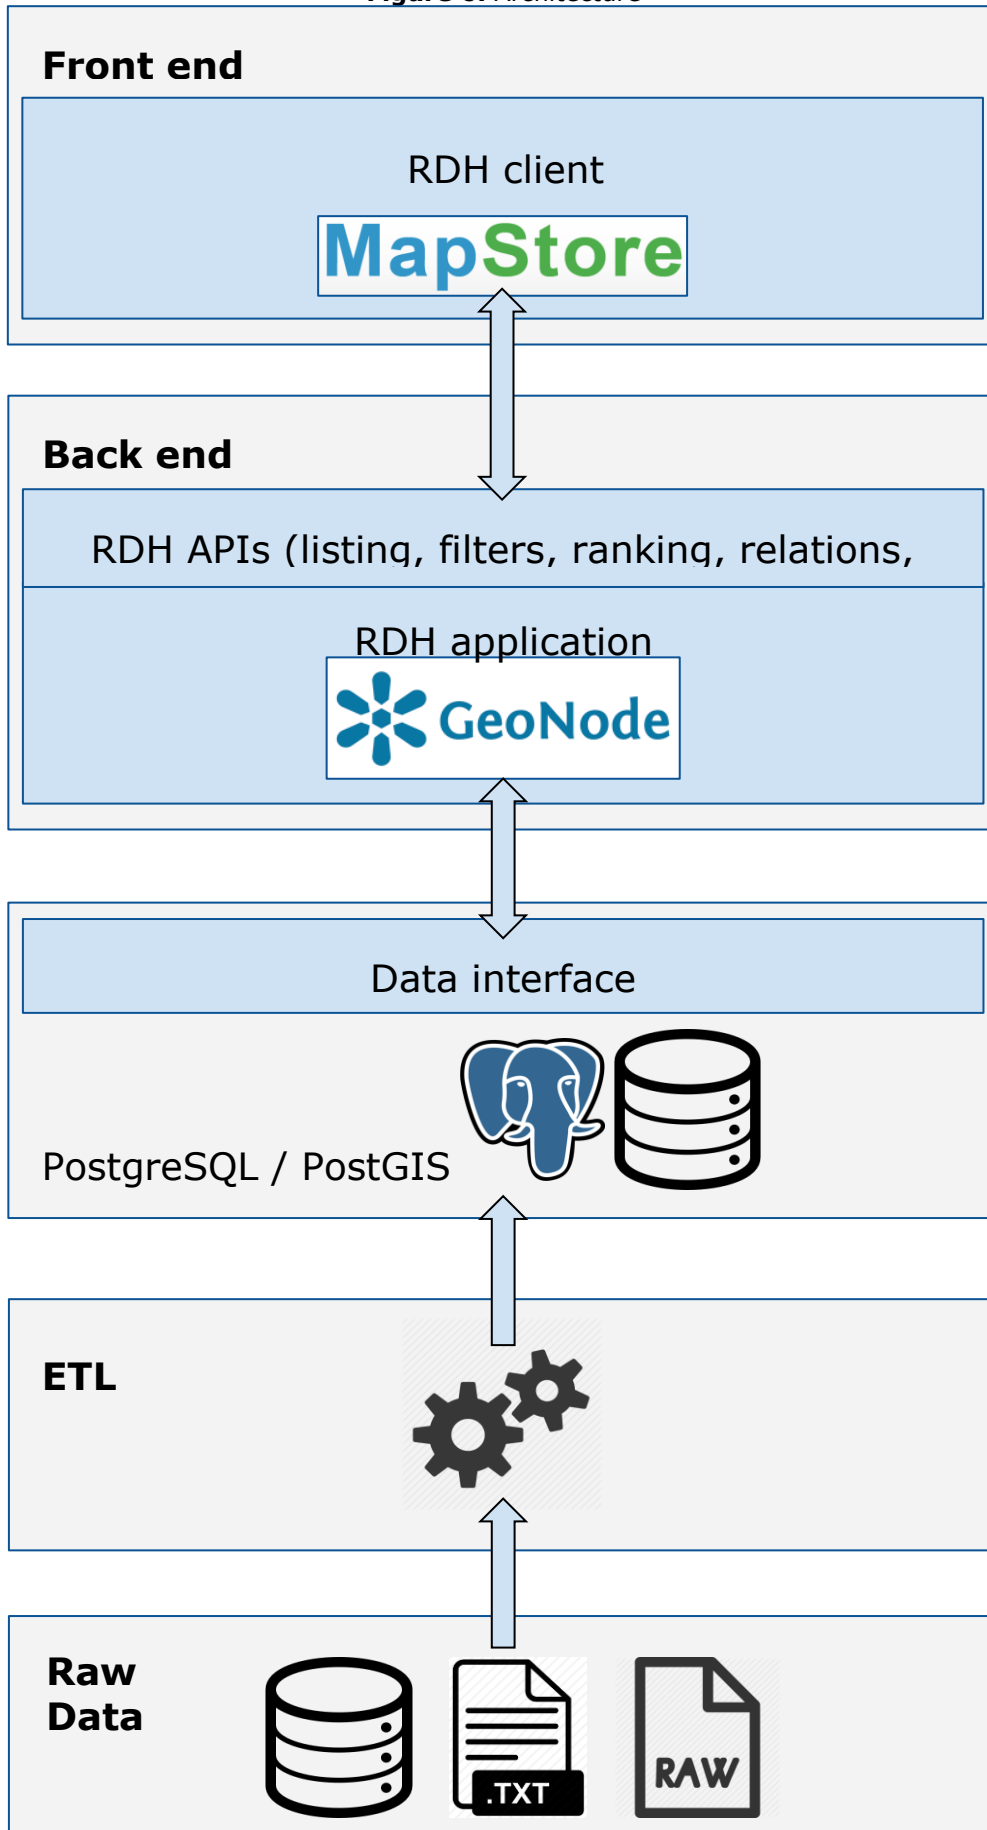 Architecture
Front end
RDH client
MapStore
Back end
RDH APIs (listing, filters, ranking, relations,
RDH application
GeoNode
Data interface
PostgreSQL / PostGIS
ETL
Raw
Data
.TXT
RAW